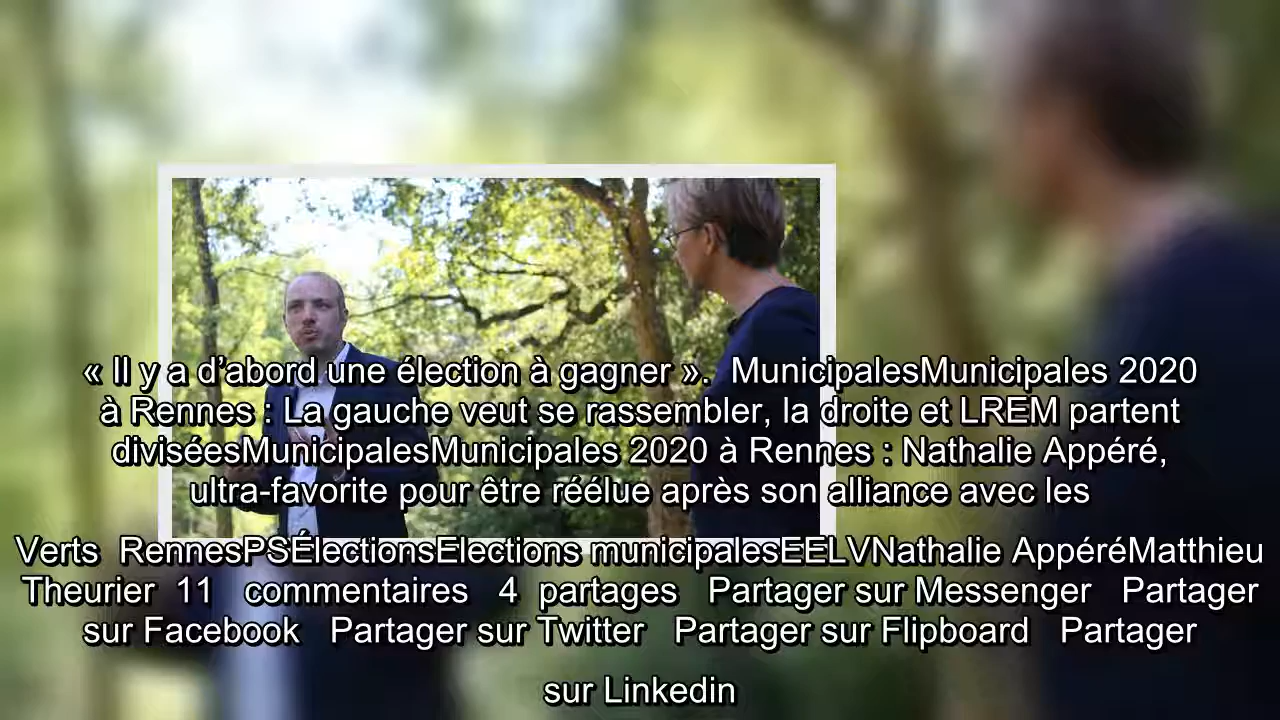 « Il y a d’abord une élection à gagner ».  MunicipalesMunicipales 2020
à Rennes : La gauche veut se rassembler, la droite et LREM partent
diviséesMunicipalesMunicipales 2020 à Rennes : Nathalie Appéré,
ultra-favorite pour être réélue après son alliance avec les
Verts  RennesPSÉlectionsElections municipalesEELVNathalie AppéréMatthieu
Theurier  11   commentaires   4  partages   Partager sur Messenger   Partager
sur Facebook   Partager sur Twitter   Partager sur Flipboard   Partager
sur Linkedin